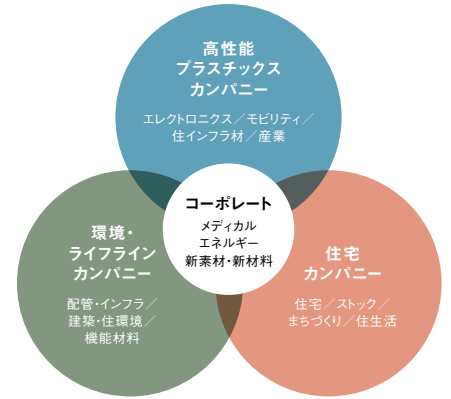 高性能
プラスチックス
カンパニー
エレクトロニクス／モビリティ／
住インフラ材／産業
コーポレート
メディカル
エネルギー
新素材・新材料
環境・
ライフライン
カンパニー
配管・インフラ／
建築・住環境／
機能材料
住宅
カンパニー
住宅／ストック／
まちづくり／住生活